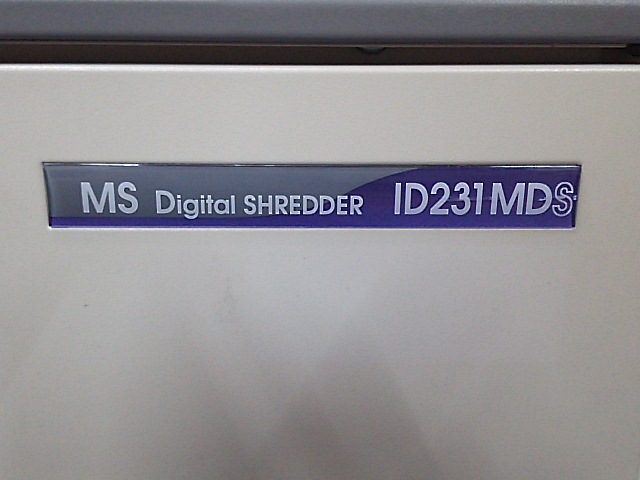 MS Digital SHREDDER ID231MDS